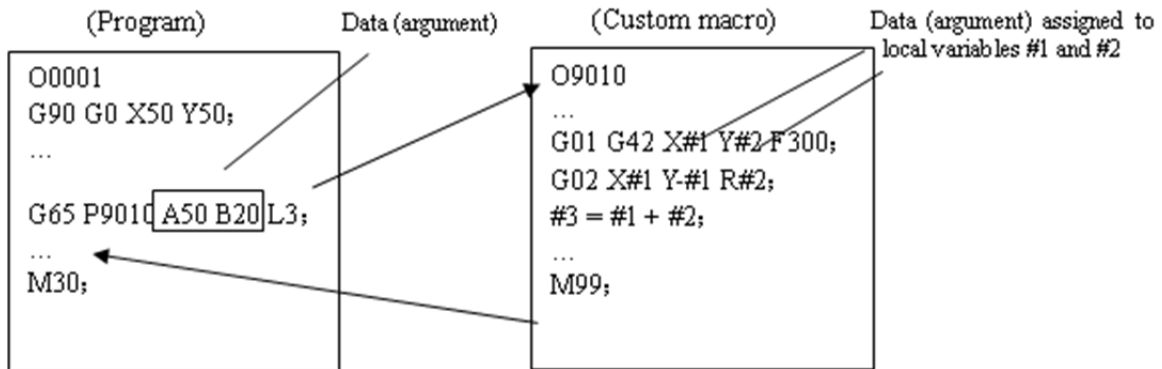 (Program)
Data (argument)
(Custom macro)
Data (argument) assigned to
local variables #1 and #2
O0001
G90 G0 X50 Y50;
...
G65 P9010 A50 B20 L3;
...
M30;
O9010
...
G01 G42 X#1 Y#2 F300;
G02 X#1 Y-#1 R#2;
#3 = #1 + #2;
...
M99;